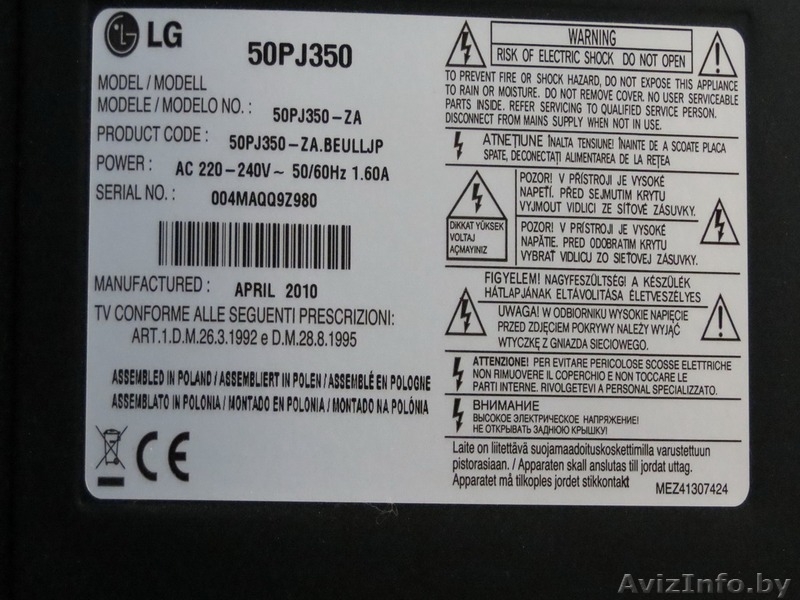 LG
50PJ350
MODEL / MODELL
MODELE / MODELO NO. : 50PJ350-ZA
PRODUCT CODE : 50PJ350-ZA.BEULLJP
POWER : AC 220-240V~ 50/60Hz 1.60A
SERIAL NO. : 004MAQQ9Z980
MANUFACTURED : APRIL 2010
TV CONFORME ALLE SEGUENTI PRESCRIZIONI:
ART.1.D.M.26.3.1992 e D.M.28.8.1995
ASSEMBLED IN POLAND / ASSEMBLIERT IN POLEN / ASSEMBLÉ EN POLOGNE
ASSEMBLATO IN POLONIA / MONTADO EN POLONIA / MONTADO NA POLÓNIA
CE
WARNING
RISK OF ELECTRIC SHOCK DO NOT OPEN
TO PREVENT FIRE OR SHOCK HAZARD, DO NOT EXPOSE THIS APPLIANCE
TO RAIN OR MOISTURE. DO NOT REMOVE COVER. NO USER SERVICEABLE
PARTS INSIDE. REFER SERVICING TO QUALIFIED SERVICE PERSON.
DISCONNECT FROM MAINS SUPPLY WHEN NOT IN USE.
ATNEŢIUNE ÎNALTA TENSIUNE! ÎNAINTE DE A SCOATE PLACA
SPATE, DECONECTAŢI ALIMENTAREA DE LA REŢEA
DIKKAT YÜKSEK
VOLTAJ
AÇMAYINIZ
POZOR! V PŘÍSTROJI JE VYSOKÉ
NAPETÍ. PŘED SEJMUTIM KRYTU
VYJMOUT VIDLICI ZE SÍŤOVÉ ZÁSUVKY.
POZOR! V PRÍSTROJI JE VYSOKÉ
NAPÄTIE. PRED ODOBRATIM KRYTU
VYBRAŤ VIDLICU ZO SIEŤOVEJ ZÁSUVKY.
FIGYELEM! NAGYFESZÜLTSÉG! A KÉSZÜLÉK
HÁTLAPJÁNAK ELTÁVOLITÁSA ÉLETVESZÉLYES
UWAGA! W ODBIORNIKU WYSOKIE NAPIĘCIE
PRZED ZDJĘCIEM POKRYWY NALEŻY WYJĄĆ
WTYCZKĘ Z GNIAZDA SIECIOWEGO.
ATTENZIONE! PER EVITARE PERICOLOSE SCOSSE ELETTRICHE
NON RIMUOVERE IL COPERCHIO E NON TOCCARE LE
PARTI INTERNE. RIVOLGETEVI A PERSONAL SPECIALIZZATO.
ВНИМАНИЕ
ВЫСОКОЕ ЭЛЕКТРИЧЕСКОЕ НАПРЯЖЕНИЕ!
НЕ ОТКРЫВАТЬ ЗАДНЮЮ КРЫШКУ!
Laite on liitettävä suojamaadoituskoskettimilla varustettuun
pistorasiaan. / Apparaten skall anslutas till jordat uttag.
Apparatet må tilkoples jordet stikkontakt
MEZ41307424
AvizInfo.by